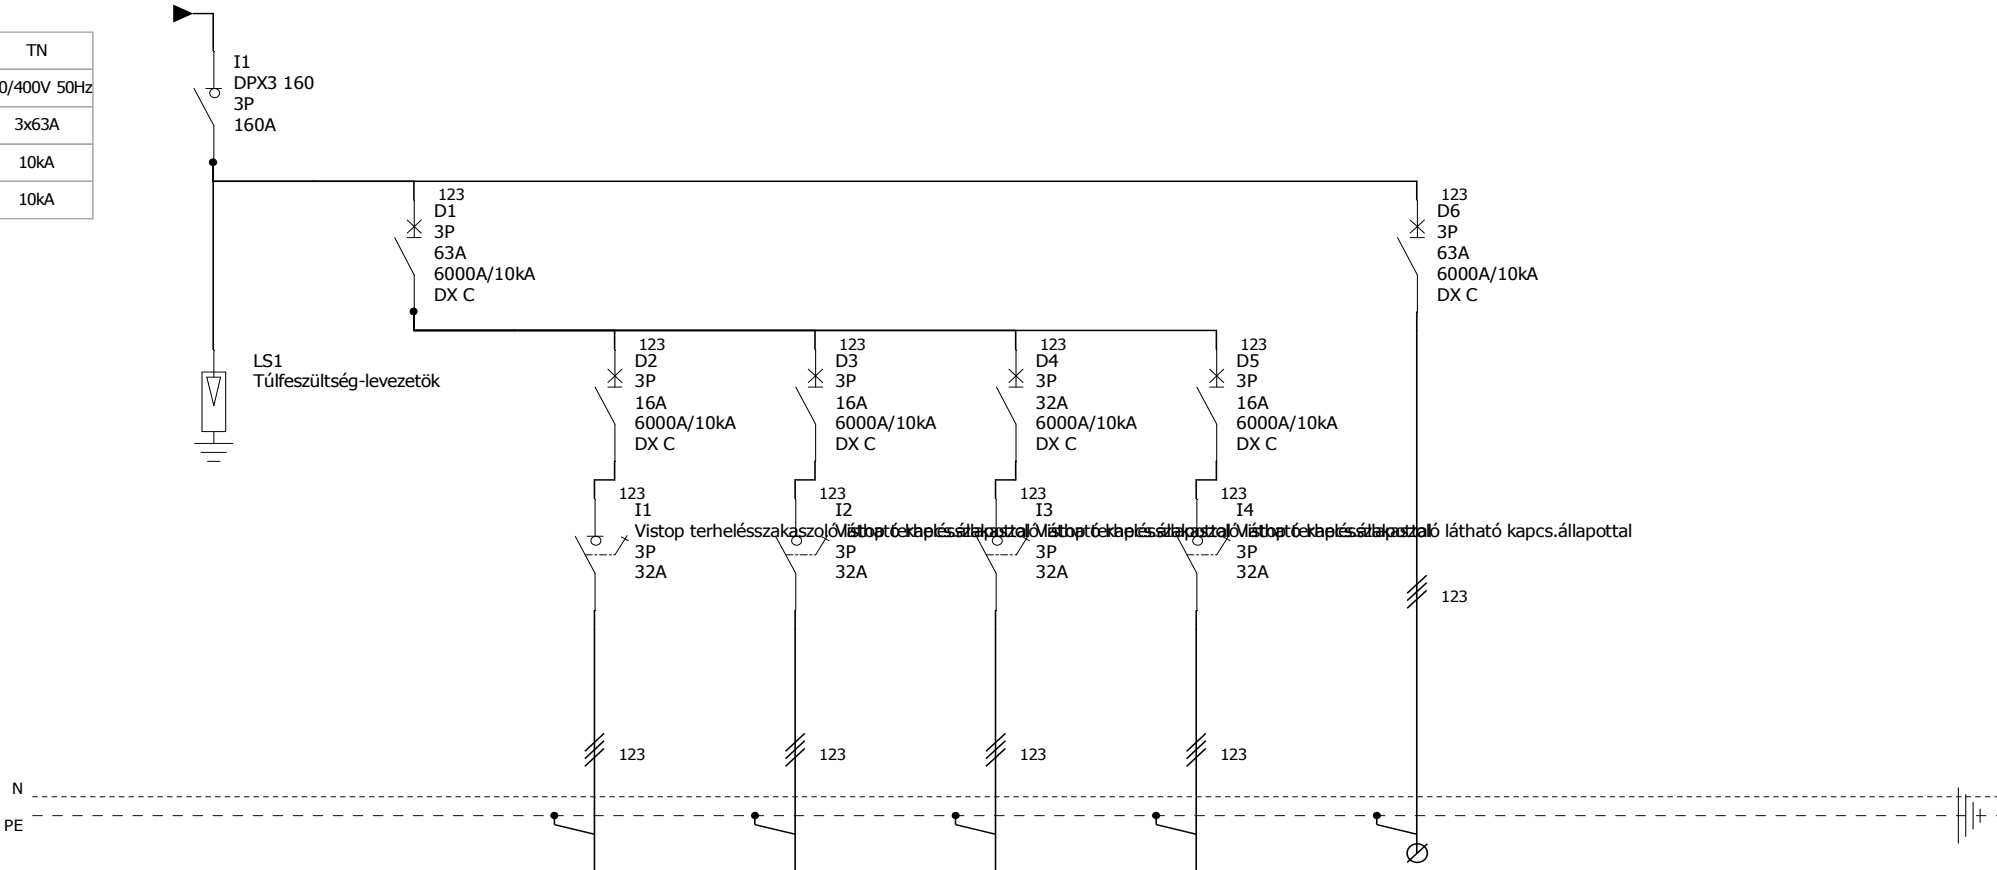 TN
0/400V 50Hz
3x63A
10kA
10kA
I1
DPX3 160
3P
160A
123
D1
3P
63A
6000A/10kA
DX C
123
D6
3P
63A
6000A/10kA
DX C
LS1
Túlfeszültség-levezetök
123
D2
3P
16A
6000A/10kA
DX C
123
D3
3P
16A
6000A/10kA
DX C
123
D4
3P
32A
6000A/10kA
DX C
123
D5
3P
16A
6000A/10kA
DX C
123
I1
Vistop terhelésszakaszoló
3P
32A
123
I2
3P
32A
123
I3
3P
32A
123
I4
látható kapcs.állapottal
3P
32A
123
123
123
123
123
N
PE